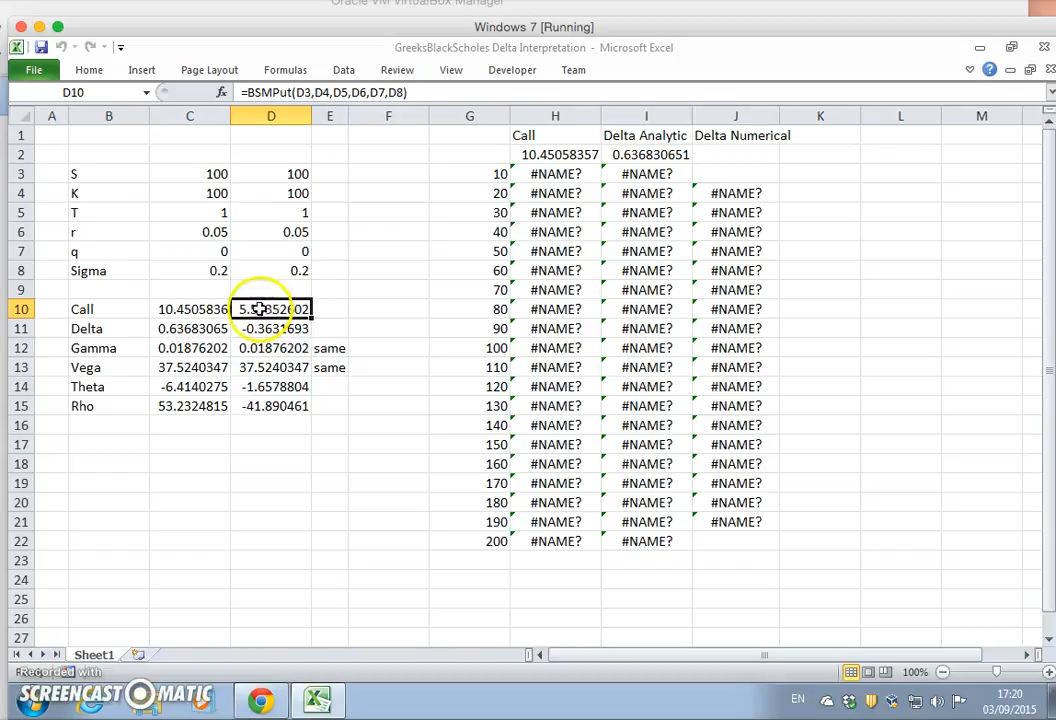 Oracle VM VirtualBox Manager
Windows 7 [Running]
GreeksBlackScholes Delta Interpretation - Microsoft Excel
File Home Insert Page Layout Formulas Data Review View Developer Team
D10 fx =BSMPut(D3,D4,D5,D6,D7,D8)
A B C D E F G H I J K L M
1 Call Delta Analytic Delta Numerical
2 10.45058357 0.636830651
3 S 100 100 10 #NAME? #NAME?
4 K 100 100 20 #NAME? #NAME? #NAME?
5 T 1 1 30 #NAME? #NAME? #NAME?
6 r 0.05 0.05 40 #NAME? #NAME? #NAME?
7 q 0 0 50 #NAME? #NAME? #NAME?
8 Sigma 0.2 0.2 60 #NAME? #NAME? #NAME?
9 70 #NAME? #NAME? #NAME?
10 Call 10.4505836 80 #NAME? #NAME? #NAME?
11 Delta 0.63683065 -0.3631693 90 #NAME? #NAME? #NAME?
12 Gamma 0.01876202 0.01876202 same 100 #NAME? #NAME? #NAME?
13 Vega 37.5240347 37.5240347 same 110 #NAME? #NAME? #NAME?
14 Theta -6.4140275 -1.6578804 120 #NAME? #NAME? #NAME?
15 Rho 53.2324815 -41.890461 130 #NAME? #NAME? #NAME?
16 140 #NAME? #NAME? #NAME?
17 150 #NAME? #NAME? #NAME?
18 160 #NAME? #NAME? #NAME?
19 170 #NAME? #NAME? #NAME?
20 180 #NAME? #NAME? #NAME?
21 190 #NAME? #NAME? #NAME?
22 200 #NAME? #NAME?
23
24
25
26
27
Sheet1
Recorded with 100%
SCREENCAST-O-MATIC EN 17:20
03/09/2015